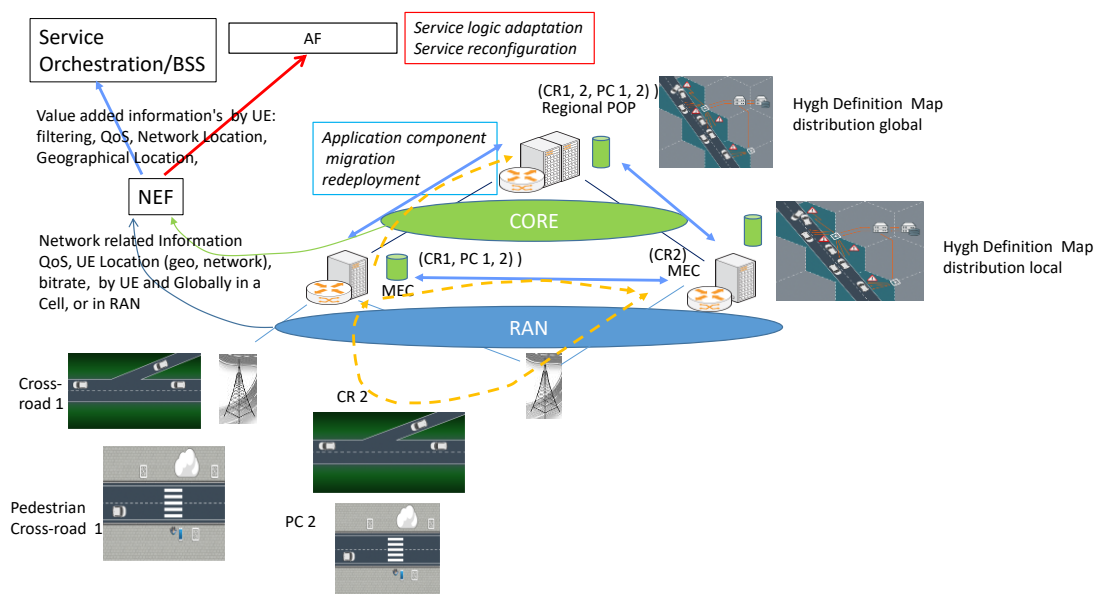 Service
Orchestration/BSS
AF
Service logic adaptation
Service reconfiguration
Value added information's by UE:
filtering, QoS, Network Location,
Geographical Location,
Application component
migration
redeployment
(CR1, 2, PC 1, 2) )
Regional POP
Hygh Definition Map
distribution global
NEF
CORE
Network related Information
QoS, UE Location (geo, network),
bitrate, by UE and Globally in a
Cell, or in RAN
(CR1, PC 1, 2) )
MEC
(CR2)
MEC
Hygh Definition Map
distribution local
RAN
Cross-
road 1
CR 2
Pedestrian
Cross-road 1
PC 2